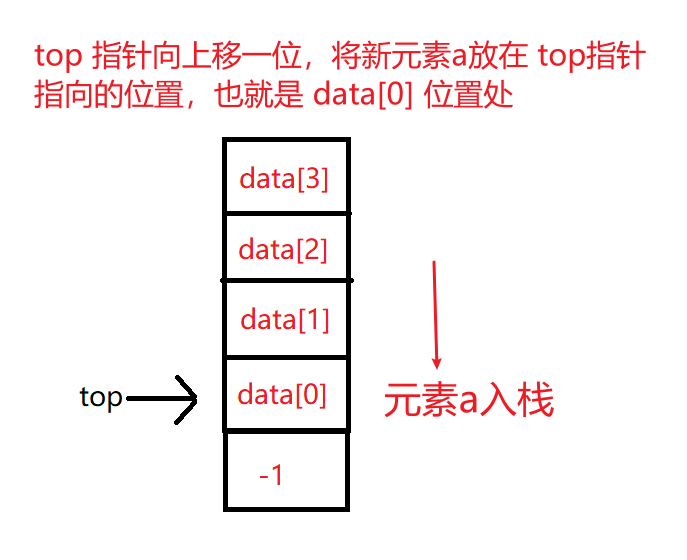 top 指针向上移一位，将新元素a放在 top指针
指向的位置，也就是 data[0] 位置处
data[3]
data[2]
data[1]
top
data[0]
元素a入栈
-1